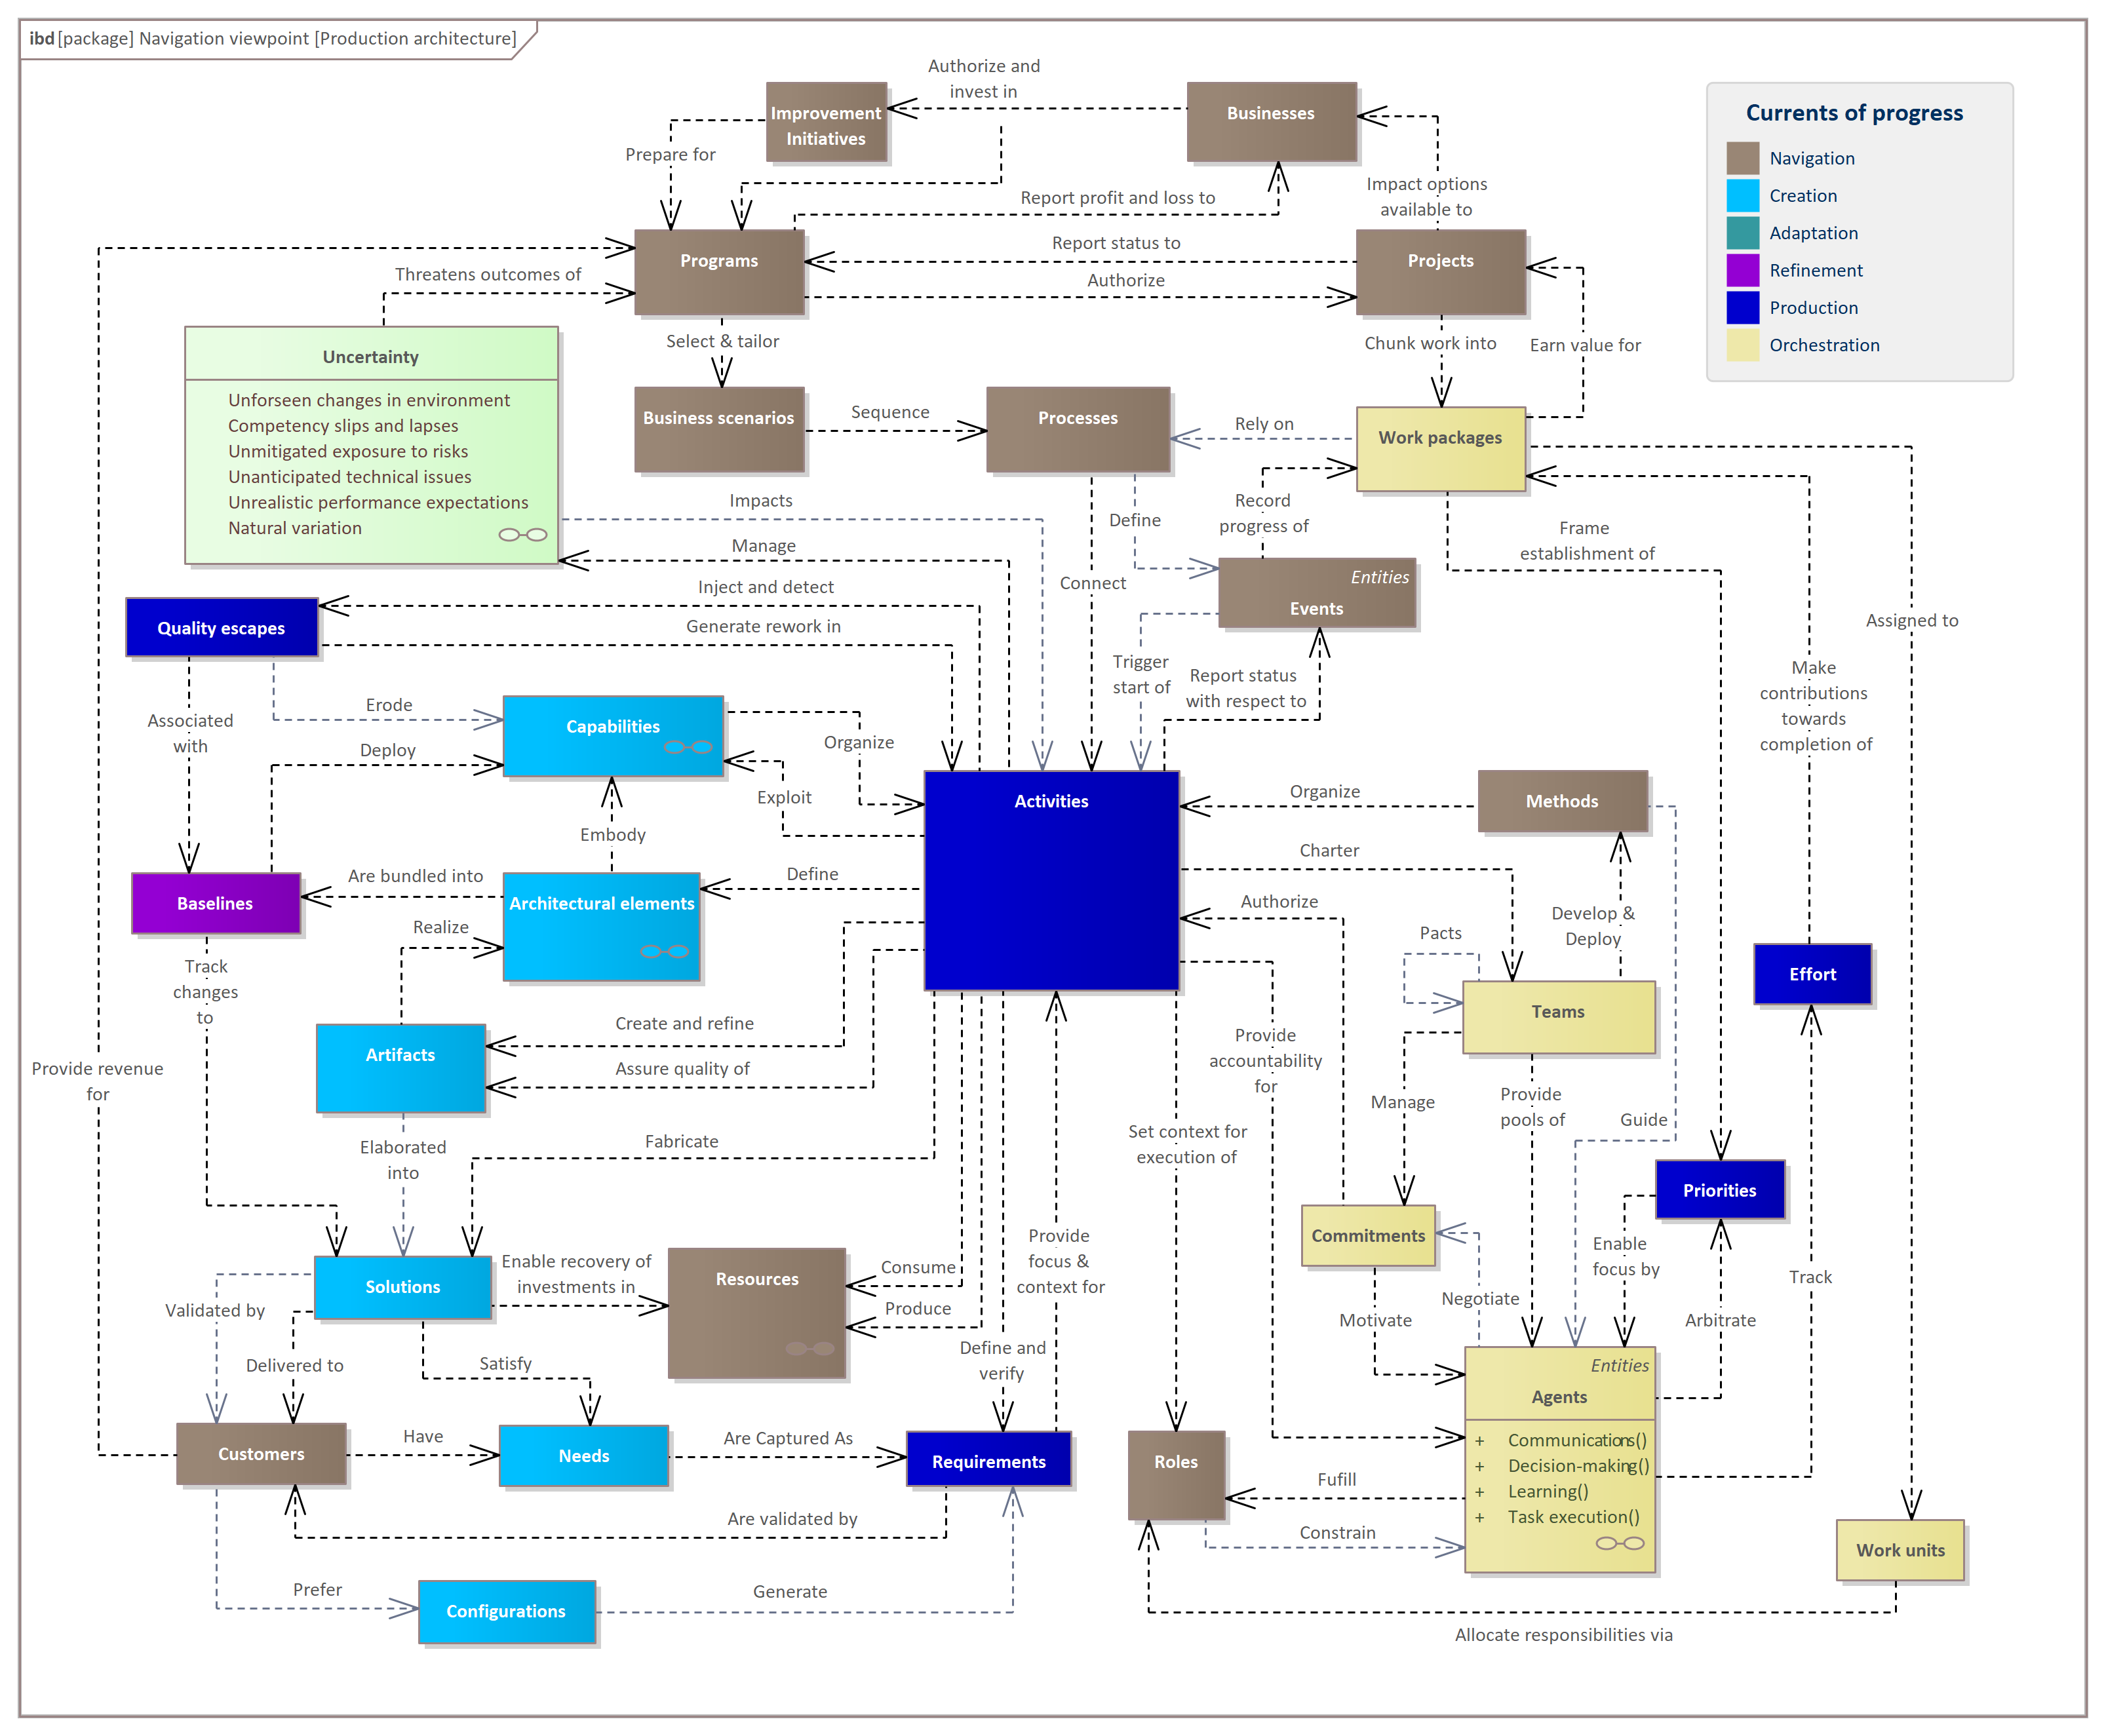 ibd [package] Navigation viewpoint [Production architecture]
Authorize and
invest in
Improvement
Initiatives
Businesses
Currents of progress
Navigation
Creation
Adaptation
Refinement
Production
Orchestration
Prepare for
Impact options
available to
Report profit and loss to
Programs
Report status to
Projects
Threatens outcomes of
Authorize
Select & tailor
Chunk work into
Earn value for
Uncertainty
Unforseen changes in environment
Competency slips and lapses
Unmitigated exposure to risks
Unanticipated technical issues
Unrealistic performance expectations
Natural variation
Business scenarios
Sequence
Processes
Rely on
Work packages
Impacts
Manage
Define
Record
progress of
Frame
establishment of
Connect
Entities
Events
Inject and detect
Generate rework in
Quality escapes
Assigned to
Trigger
start of
Report status
with respect to
Make
contributions
towards
completion of
Erode
Associated
with
Deploy
Capabilities
Organize
Exploit
Embody
Activities
Organize
Methods
Charter
Define
Are bundled into
Baselines
Architectural elements
Authorize
Develop &
Deploy
Realize
Pacts
Track
changes
to
Effort
Teams
Create and refine
Artifacts
Assure quality of
Provide
accountability
for
Provide revenue
for
Manage
Provide
pools of
Guide
Elaborated
into
Fabricate
Set context for
execution of
Priorities
Commitments
Provide
focus &
context for
Enable
focus by
Solutions
Enable recovery of
investments in
Resources
Consume
Produce
Track
Validated by
Negotiate
Motivate
Arbitrate
Delivered to
Satisfy
Define and
verify
Entities
Agents
+ Communications()
+ Decision-making()
+ Learning()
+ Task execution()
Customers
Have
Needs
Are Captured As
Requirements
Roles
Fufill
Are validated by
Constrain
Work units
Prefer
Configurations
Generate
Allocate responsibilities via